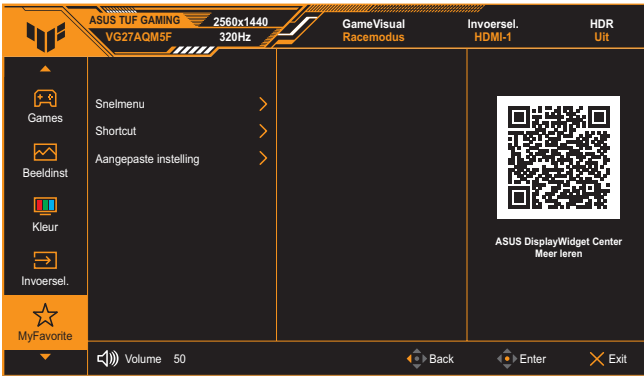 ASUS TUF GAMING 2560x1440
VG27AQM5F 320Hz
GameVisual
Racemodus
Invoersel.
HDMI-1
HDR
Uit
Games
Beeldinst
Kleur
Invoersel.
MyFavorite
Snelmenu
Shortcut
Aangepaste instelling
ASUS DisplayWidget Center
Meer leren
Volume 50
Back
Enter
Exit